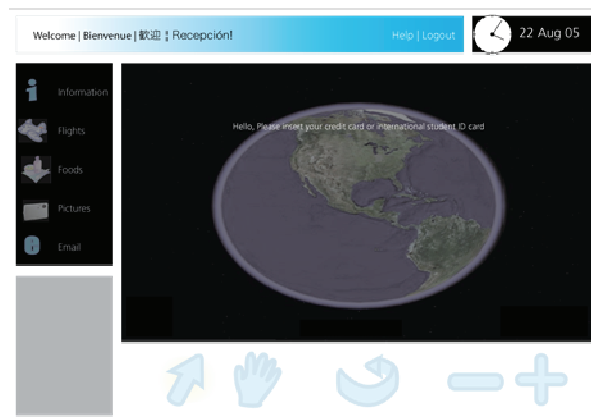 Welcome | Bienvenue | 歓迎 ¦ Recepción!
Help | Logout
22 Aug 05
Information
Flights
Foods
Pictures
Email
Hello, Please insert your credit card or international student ID card